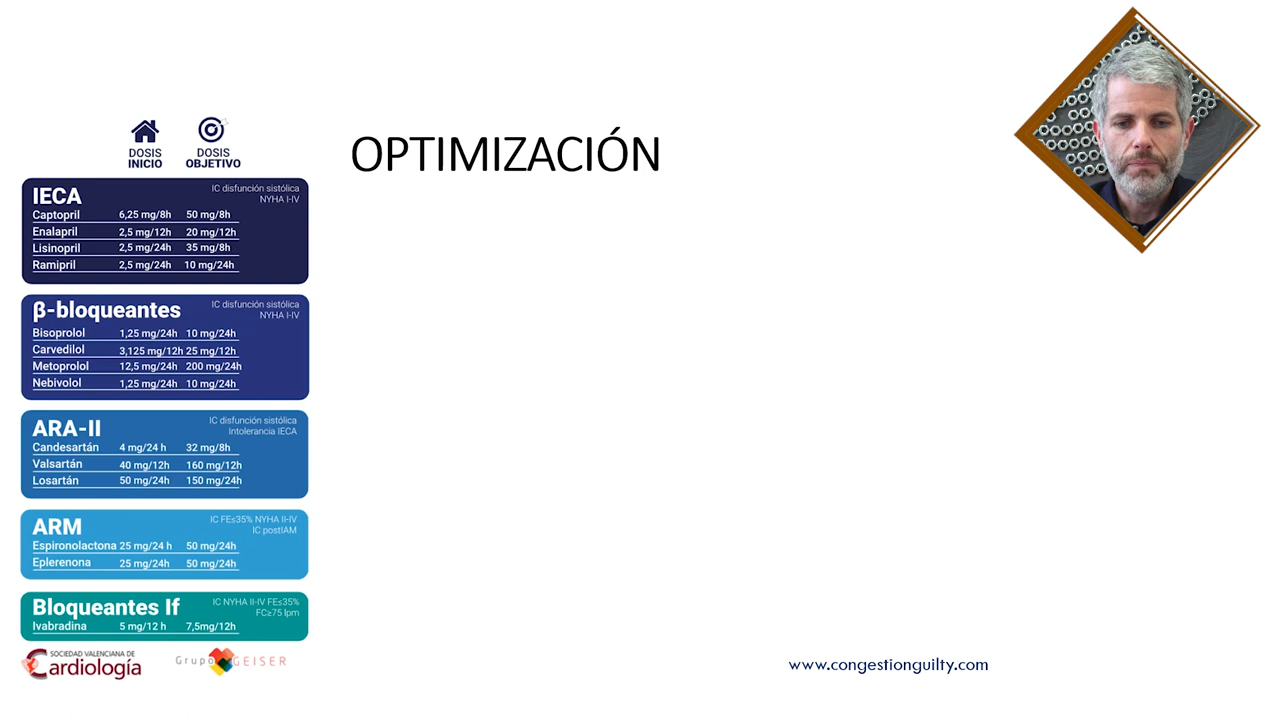 DOSIS INICIO
DOSIS OBJETIVO
OPTIMIZACIÓN
IECA
IC disfunción sistólica
NYHA I-IV
Captopril 6,25 mg/8h 50 mg/8h
Enalapril 2,5 mg/12h 20 mg/12h
Lisinopril 2,5 mg/24h 35 mg/8h
Ramipril 2,5 mg/24h 10 mg/24h
β-bloqueantes
IC disfunción sistólica
NYHA I-IV
Bisoprolol 1,25 mg/24h 10 mg/24h
Carvedilol 3,125 mg/12h 25 mg/12h
Metoprolol 12,5 mg/24h 200 mg/24h
Nebivolol 1,25 mg/24h 10 mg/24h
ARA-II
IC disfunción sistólica
Intolerancia IECA
Candesartán 4 mg/24 h 32 mg/8h
Valsartán 40 mg/12h 160 mg/12h
Losartán 50 mg/24h 150 mg/24h
ARM
IC FE≤35% NYHA II-IV
IC postIAM
Espironolactona 25 mg/24 h 50 mg/24h
Eplerenona 25 mg/24h 50 mg/24h
Bloqueantes If
IC NYHA II-IV FE≤35%
FC≥75 lpm
Ivabradina 5 mg/12 h 7,5mg/12h
SOCIEDAD VALENCIANA DE
Cardiología
Grupo GEISER
www.congestionguilty.com